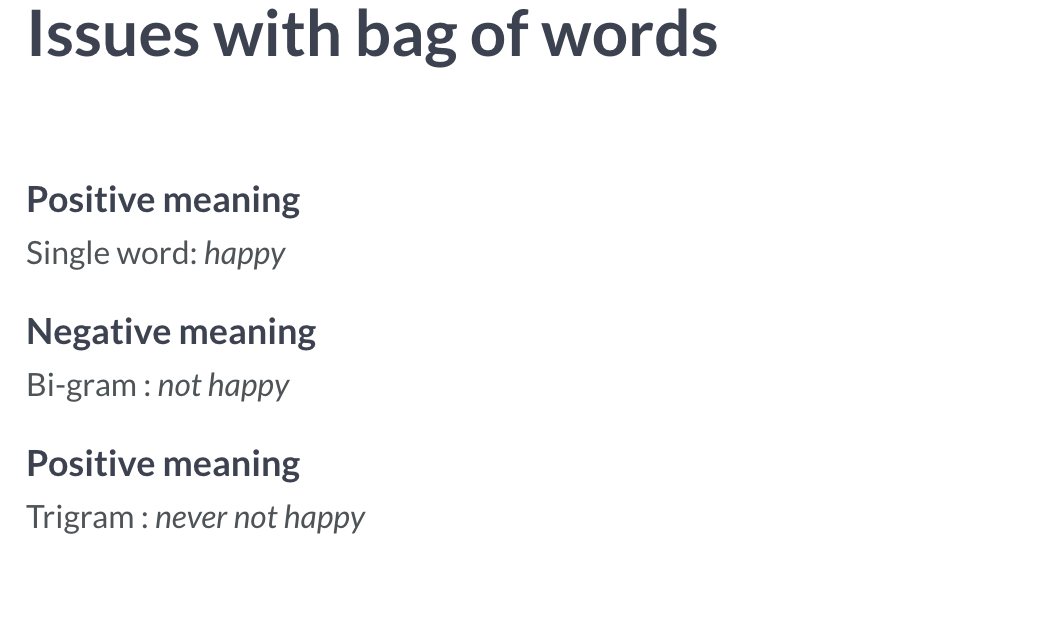 Issues with bag of words
Positive meaning
Single word: happy
Negative meaning
Bi-gram : not happy
Positive meaning
Trigram : never not happy